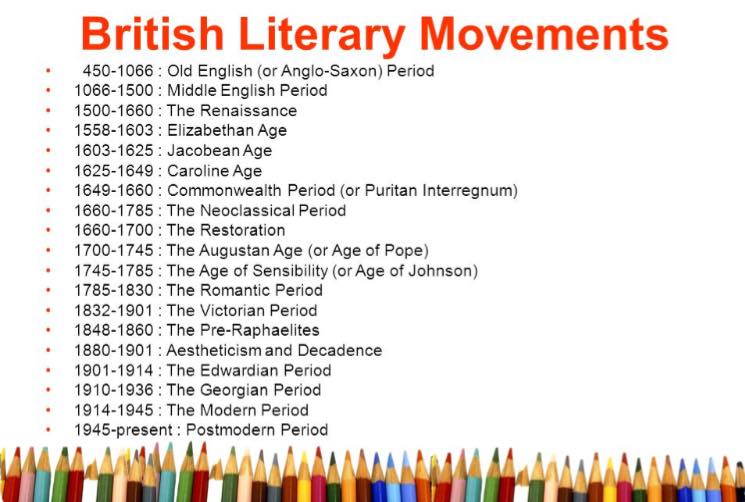 British Literary Movements
• 450-1066 : Old English (or Anglo-Saxon) Period
• 1066-1500 : Middle English Period
• 1500-1660 : The Renaissance
• 1558-1603 : Elizabethan Age
• 1603-1625 : Jacobean Age
• 1625-1649 : Caroline Age
• 1649-1660 : Commonwealth Period (or Puritan Interregnum)
• 1660-1785 : The Neoclassical Period
• 1660-1700 : The Restoration
• 1700-1745 : The Augustan Age (or Age of Pope)
• 1745-1785 : The Age of Sensibility (or Age of Johnson)
• 1785-1830 : The Romantic Period
• 1832-1901 : The Victorian Period
• 1848-1860 : The Pre-Raphaelites
• 1880-1901 : Aestheticism and Decadence
• 1901-1914 : The Edwardian Period
• 1910-1936 : The Georgian Period
• 1914-1945 : The Modern Period
• 1945-present : Postmodern Period